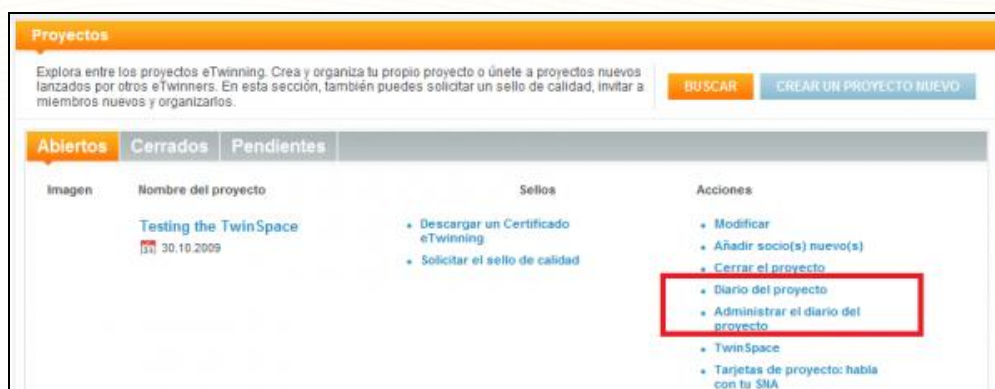 Proyectos
Explora entre los proyectos eTwinning. Crea y organiza tu propio proyecto o únete a proyectos nuevos
lanzados por otros eTwinners. En esta sección, también puedes solicitar un sello de calidad, invitar a
miembros nuevos y organizarlos.
BUSCAR
CREAR UN PROYECTO NUEVO
Abiertos Cerrados Pendientes
Imagen Nombre del proyecto Sellos Acciones
Testing the TwinSpace
30.10.2009
Descargar un Certificado
eTwinning
Solicitar el sello de calidad
Modificar
Añadir socio(s) nuevo(s)
Cerrar el proyecto
Diario del proyecto
Administrar el diario del
proyecto
TwinSpace
Tarjetas de proyecto: habla
con tu SNA